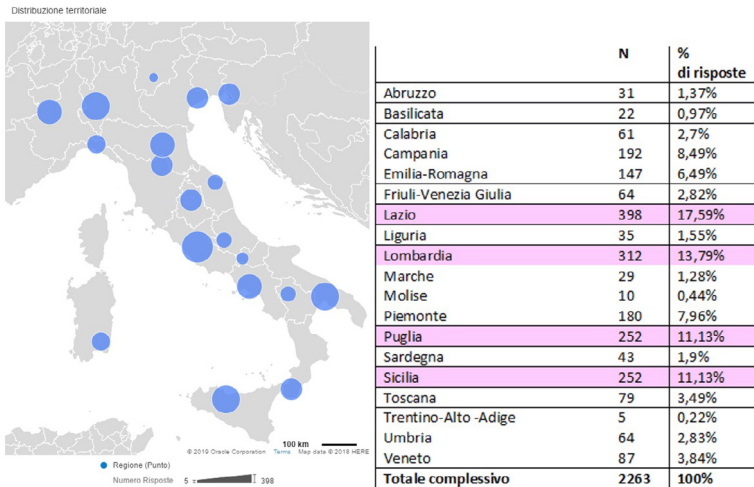 Distribuzione territoriale
100 km
© 2019 Oracle Corporation Terms Map data © 2018 HERE
Regione (Punto)
Numero Risposte 5 398
N %
di risposte
Abruzzo 31 1,37%
Basilicata 22 0,97%
Calabria 61 2,7%
Campania 192 8,49%
Emilia-Romagna 147 6,49%
Friuli-Venezia Giulia 64 2,82%
Lazio 398 17,59%
Liguria 35 1,55%
Lombardia 312 13,79%
Marche 29 1,28%
Molise 10 0,44%
Piemonte 180 7,96%
Puglia 252 11,13%
Sardegna 43 1,9%
Sicilia 252 11,13%
Toscana 79 3,49%
Trentino-Alto -Adige 5 0,22%
Umbria 64 2,83%
Veneto 87 3,84%
Totale complessivo 2263 100%